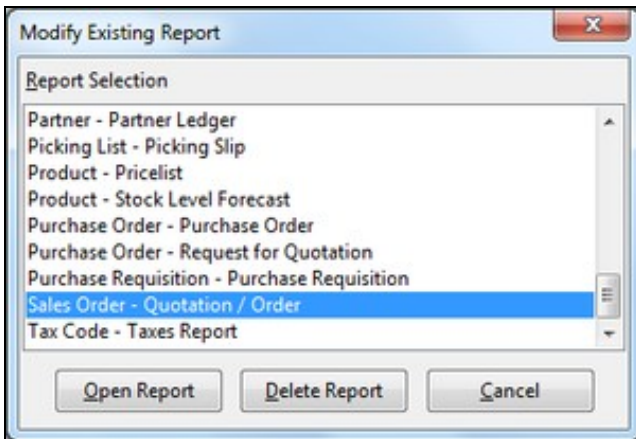 Modify Existing Report
Report Selection
Partner - Partner Ledger
Picking List - Picking Slip
Product - Pricelist
Product - Stock Level Forecast
Purchase Order - Purchase Order
Purchase Order - Request for Quotation
Purchase Requisition - Purchase Requisition
Sales Order - Quotation / Order
Tax Code - Taxes Report
Open Report Delete Report Cancel